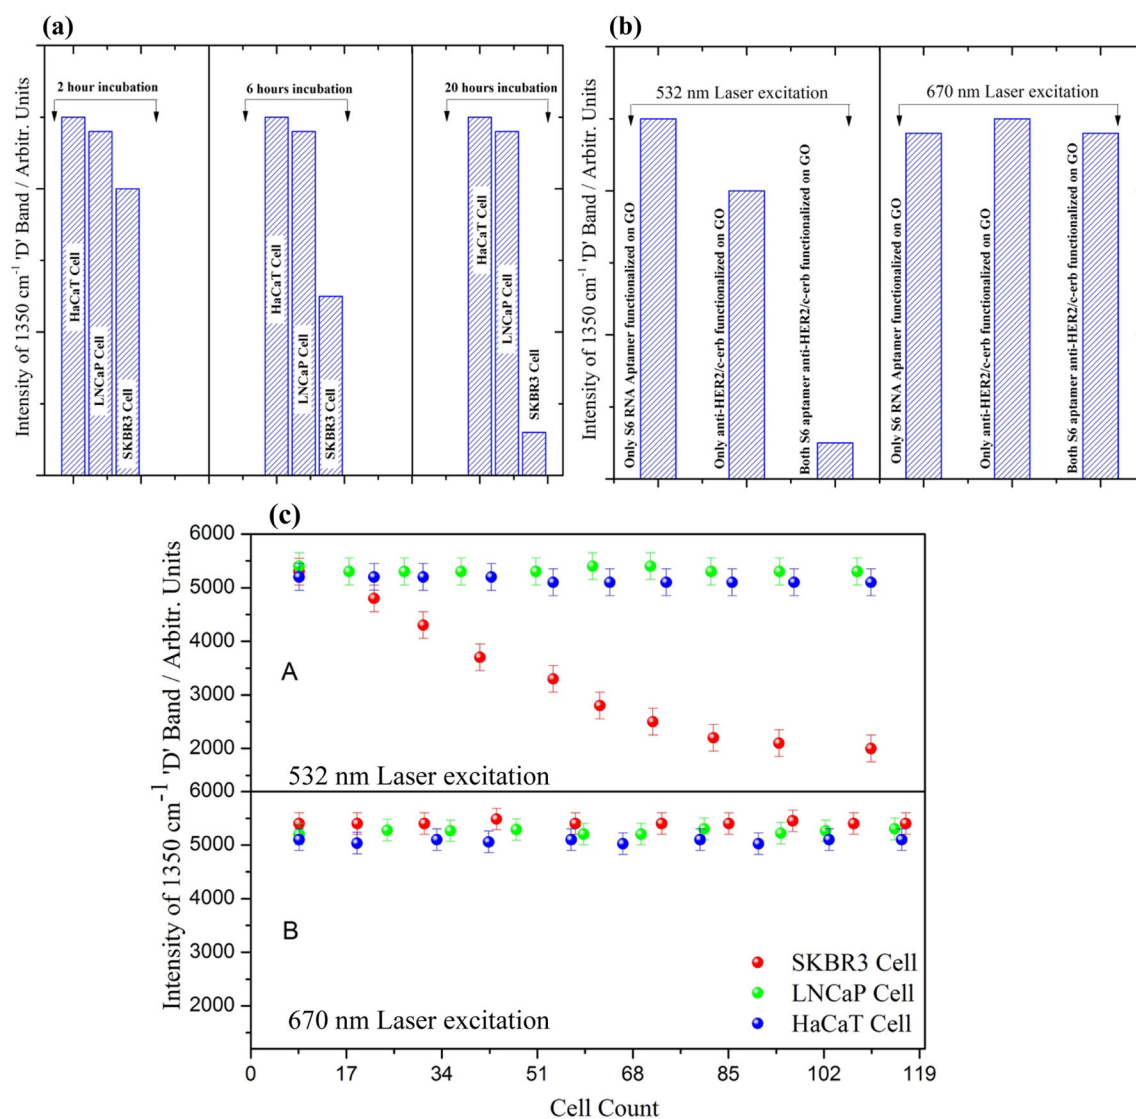 (a)
Intensity of 1350 cm⁻¹ 'D' Band / Arbitr. Units
2 hour incubation
6 hours incubation
20 hours incubation
HaCaT Cell
LNCaP Cell
SKBR3 Cell
HaCaT Cell
LNCaP Cell
SKBR3 Cell
HaCaT Cell
LNCaP Cell
SKBR3 Cell
(b)
Intensity of 1350 cm⁻¹ 'D' Band / Arbitr. Units
532 nm Laser excitation
670 nm Laser excitation
Only S6 RNA Aptamer functionalized on GO
Only anti-HER2/c-erb functionalized on GO
Both S6 aptamer anti-HER2/c-erb functionalized on GO
Only S6 RNA Aptamer functionalized on GO
Only anti-HER2/c-erb functionalized on GO
Both S6 aptamer anti-HER2/c-erb functionalized on GO
(c)
Intensity of 1350 cm⁻¹ 'D' Band / Arbitr. Units
6000
5000
4000
3000
2000
A
532 nm Laser excitation
6000
5000
4000
3000
2000
B
670 nm Laser excitation
SKBR3 Cell
LNCaP Cell
HaCaT Cell
0 17 34 51 68 85 102 119
Cell Count